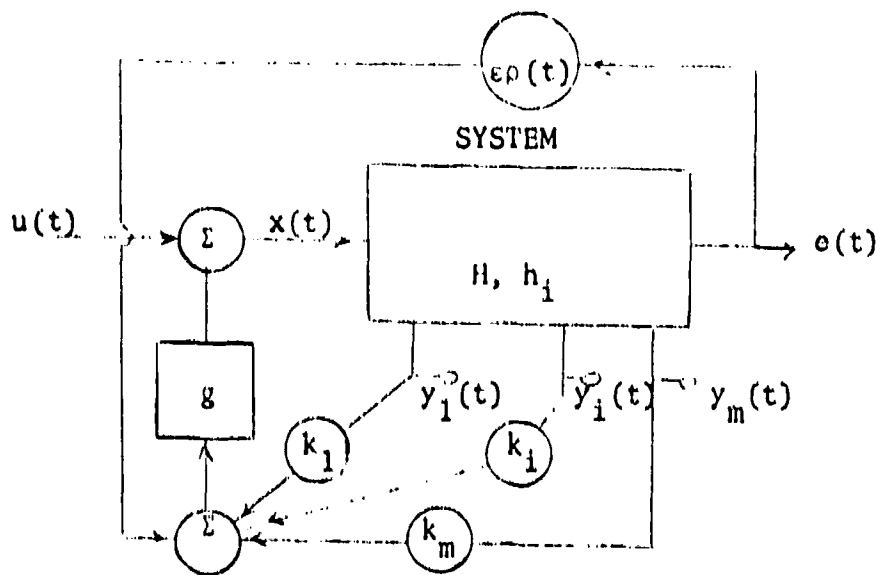 ερ(t)
SYSTEM
u(t)
Σ
x(t)
H, h_i
e(t)
g
y_1(t)
y_i(t)
y_m(t)
k_1
k_i
Σ
k_m